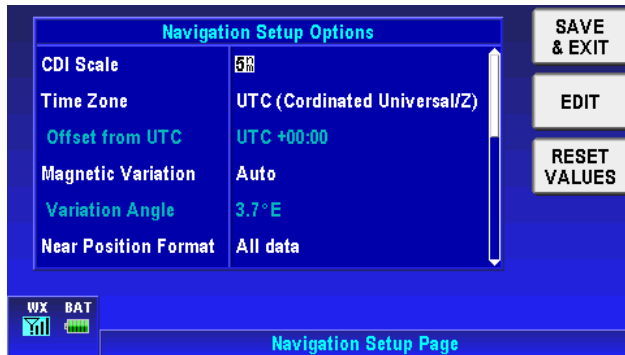 Navigation Setup Options
CDI Scale 5nm
Time Zone UTC (Cordinated Universal/Z)
Offset from UTC UTC +00:00
Magnetic Variation Auto
Variation Angle 3.7°E
Near Position Format All data
SAVE
& EXIT
EDIT
RESET
VALUES
WX BAT
Navigation Setup Page